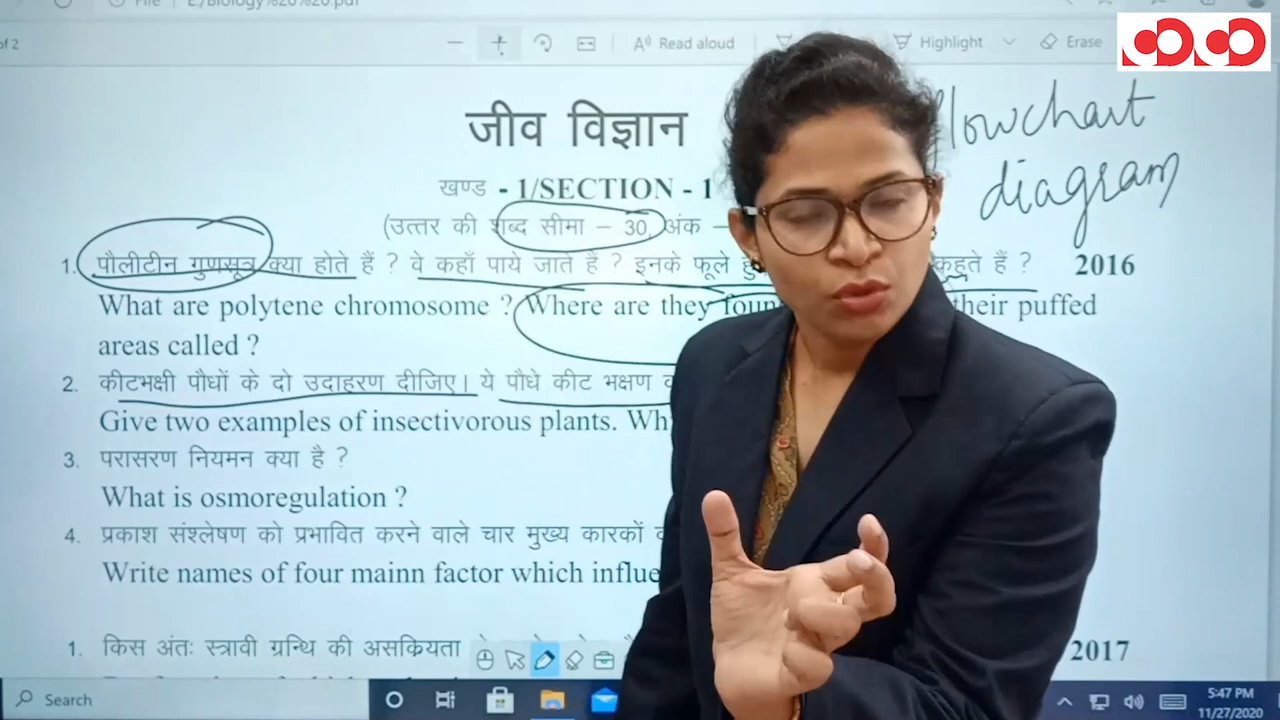 File E:/Biology%20%20.pdf
of 2
Read aloud Highlight Erase
flowchart
diagram
जीव विज्ञान
खण्ड - 1/SECTION - 1
(उत्तर की शब्द सीमा – 30, अंक –
1. पौलीटीन गुणसूत्र क्या होते हैं ? वे कहाँ पाये जाते हैं ? इनके फूले कहते हैं ? 2016
What are polytene chromosome ? Where are they their puffed
areas called ?
2. कीटभक्षी पौधों के दो उदाहरण दीजिए। ये पौधे कीट भक्षण
Give two examples of insectivorous plants.
3. परासरण नियमन क्या है ?
What is osmoregulation ?
4. प्रकाश संश्लेषण को प्रभावित करने वाले चार मुख्य कारकों
Write names of four mainn factor which
1. किस अंतः स्त्रावी ग्रन्थि की असक्रियता 2017
Search
5:47 PM
11/27/2020